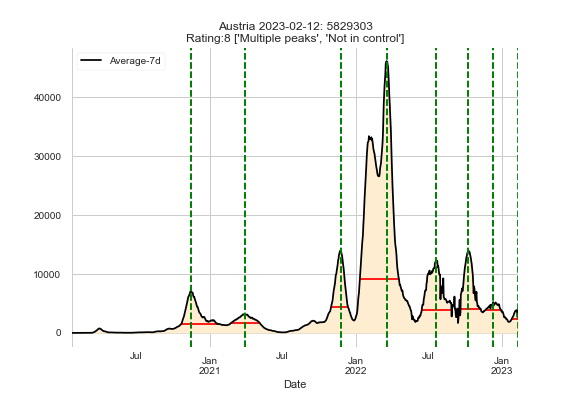 Austria 2023-02-12: 5829303
Rating:8 ['Multiple peaks', 'Not in control']
Average-7d
40000
30000
20000
10000
0
Jul
Jan
2021
Jul
Jan
2022
Jul
Jan
2023
Date